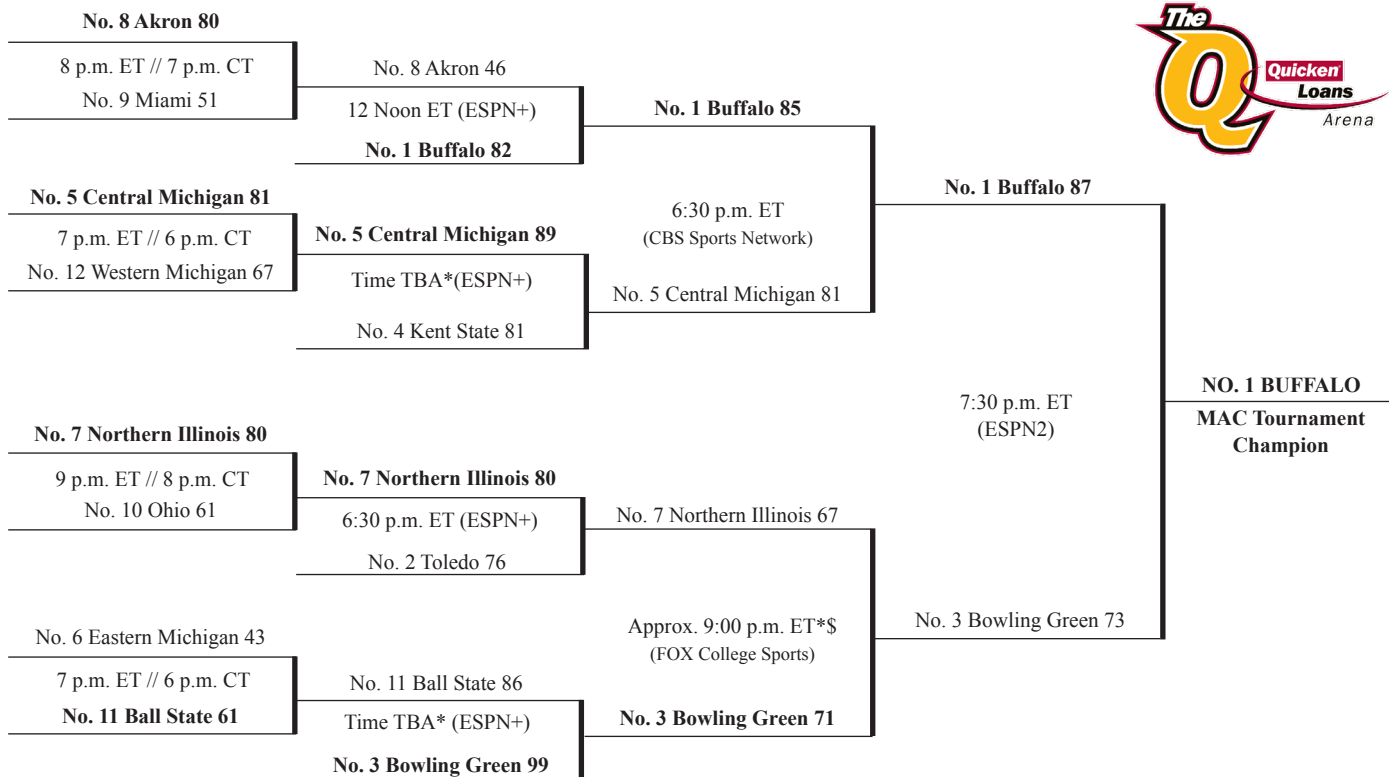 The
Q
Quicken
Loans
Arena
No. 8 Akron 80
8 p.m. ET // 7 p.m. CT
No. 9 Miami 51
No. 5 Central Michigan 81
7 p.m. ET // 6 p.m. CT
No. 12 Western Michigan 67
No. 7 Northern Illinois 80
9 p.m. ET // 8 p.m. CT
No. 10 Ohio 61
No. 6 Eastern Michigan 43
7 p.m. ET // 6 p.m. CT
No. 11 Ball State 61
No. 8 Akron 46
12 Noon ET (ESPN+)
No. 1 Buffalo 82
No. 5 Central Michigan 89
Time TBA*(ESPN+)
No. 4 Kent State 81
No. 7 Northern Illinois 80
6:30 p.m. ET (ESPN+)
No. 2 Toledo 76
No. 11 Ball State 86
Time TBA* (ESPN+)
No. 3 Bowling Green 99
No. 1 Buffalo 85
6:30 p.m. ET
(CBS Sports Network)
No. 5 Central Michigan 81
No. 7 Northern Illinois 67
Approx. 9:00 p.m. ET*$
(FOX College Sports)
No. 3 Bowling Green 71
No. 1 Buffalo 87
7:30 p.m. ET
(ESPN2)
No. 3 Bowling Green 73
NO. 1 BUFFALO
MAC Tournament
Champion